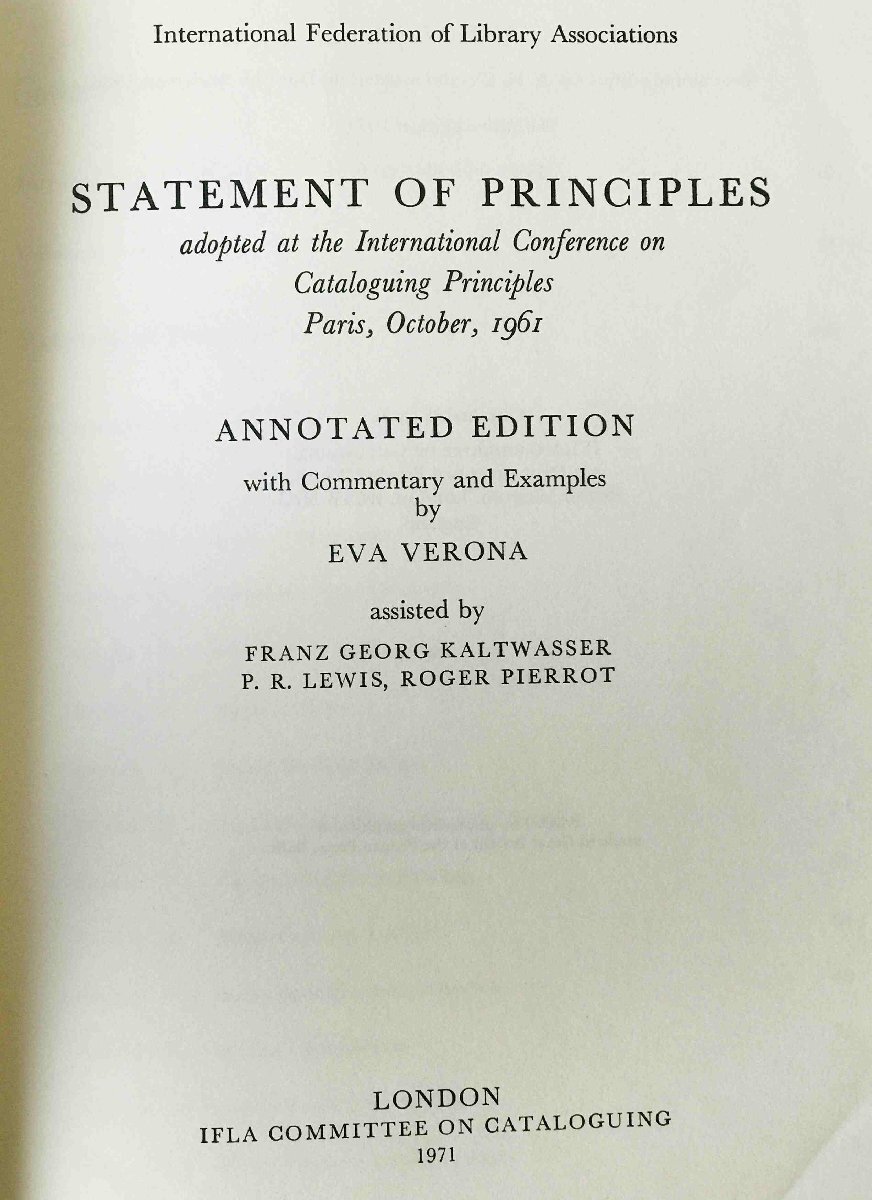 International Federation of Library Associations
STATEMENT OF PRINCIPLES
adopted at the International Conference on
Cataloguing Principles
Paris, October, 1961
ANNOTATED EDITION
with Commentary and Examples
by
EVA VERONA
assisted by
FRANZ GEORG KALTWASSER
P. R. LEWIS, ROGER PIERROT
LONDON
IFLA COMMITTEE ON CATALOGUING
1971